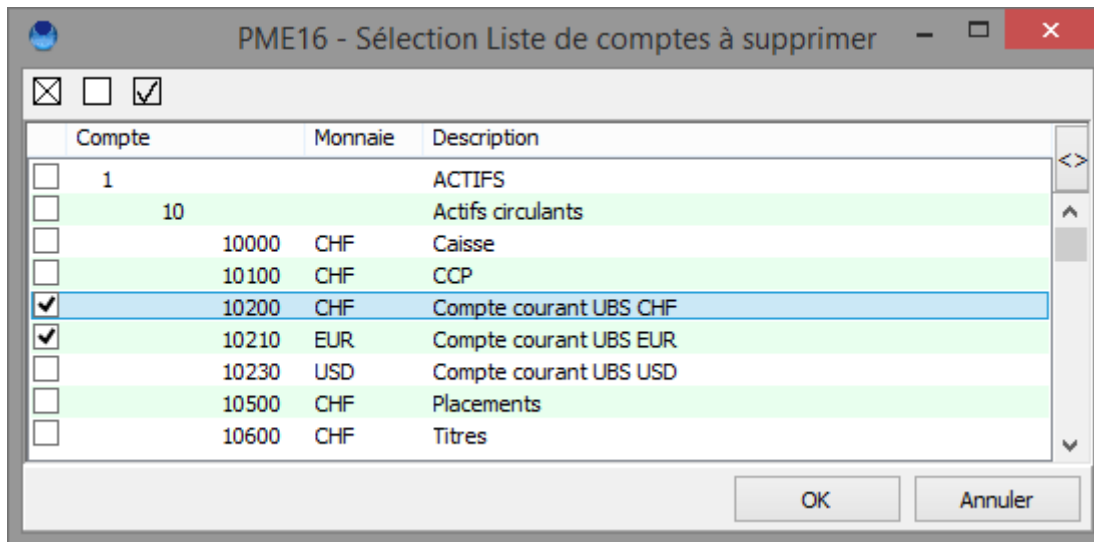 PME16 - Sélection Liste de comptes à supprimer
Compte Monnaie Description
<>
1 ACTIFS
10 Actifs circulants
10000 CHF Caisse
10100 CHF CCP
10200 CHF Compte courant UBS CHF
10210 EUR Compte courant UBS EUR
10230 USD Compte courant UBS USD
10500 CHF Placements
10600 CHF Titres
OK Annuler